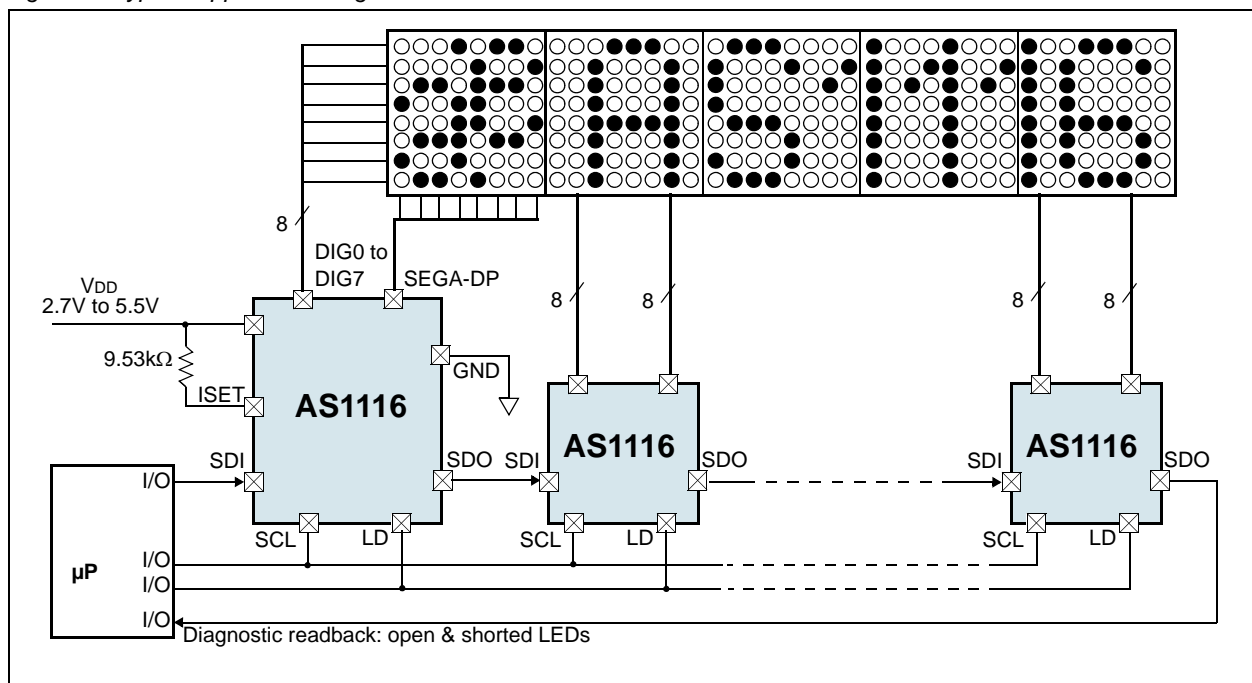 8
DIG0 to
DIG7
SEGA-DP
VDD
2.7V to 5.5V
8
8
8
8
9.53kΩ
ISET
GND
AS1116
AS1116
AS1116
SDI
SDO
SDI
SDO
SDI
SDO
I/O
SCL
LD
SCL
LD
SCL
LD
µP
I/O
I/O
I/O
Diagnostic readback: open & shorted LEDs